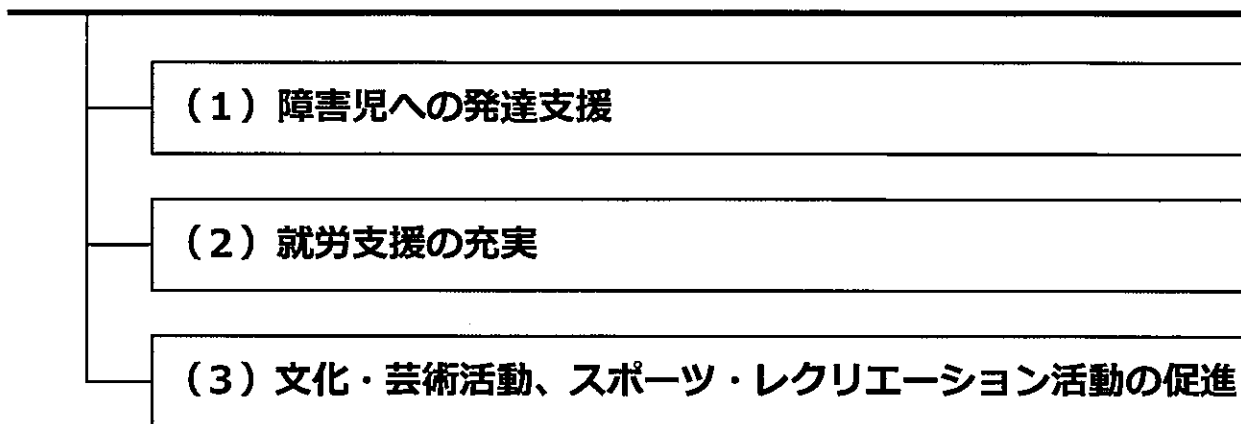 （1）障害児への発達支援
（2）就労支援の充実
（3）文化・芸術活動、スポーツ・レクリエーション活動の促進